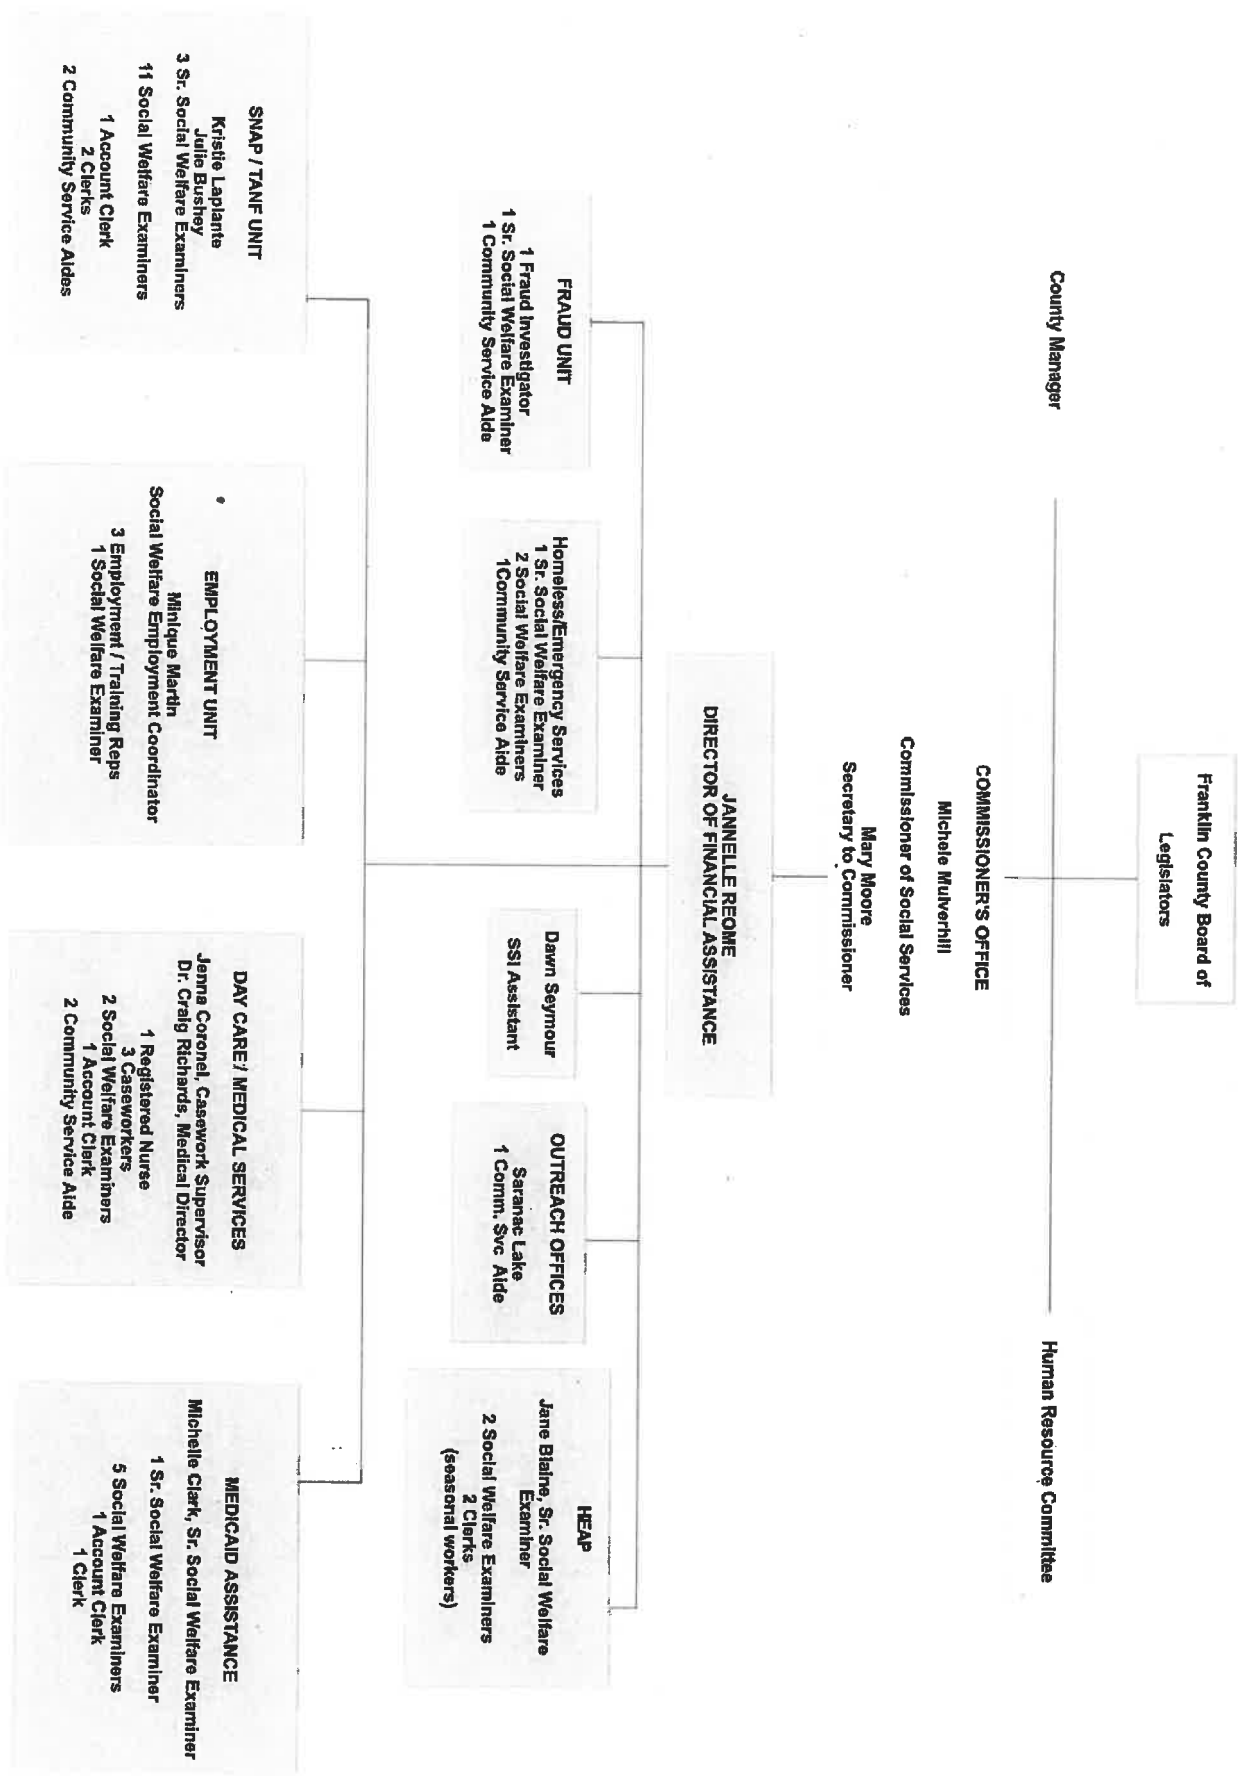 Franklin County Board of
Legislators
County Manager
Human Resource Committee
COMMISSIONER'S OFFICE
Michele Mulverhill
Commissioner of Social Services
Mary Moore
Secretary to Commissioner
JANNELLE REOME
DIRECTOR OF FINANCIAL ASSISTANCE
FRAUD UNIT
1 Fraud Investigator
1 Sr. Social Welfare Examiner
1 Community Service Aide
Homeless/Emergency Services
1 Sr. Social Welfare Examiner
2 Social Welfare Examiners
1Community Service Aide
Dawn Seymour
SSI Assistant
OUTREACH OFFICES
Saranac Lake
1 Comm. Svc Aide
HEAP
Jane Blaine, Sr. Social Welfare
Examiner
2 Social Welfare Examiners
2 Clerks
(seasonal workers)
SNAP / TANF UNIT
Kristie Laplante
Julie Bushey
3 Sr. Social Welfare Examiners
11 Social Welfare Examiners
1 Account Clerk
2 Clerks
2 Community Service Aides
EMPLOYMENT UNIT
Minique Martin
Social Welfare Employment Coordinator
3 Employment / Training Reps
1 Social Welfare Examiner
DAY CARE / MEDICAL SERVICES
Jenna Coronel, Casework Supervisor
Dr. Craig Richards, Medical Director
1 Registered Nurse
3 Caseworkers
2 Social Welfare Examiners
1 Account Clerk
2 Community Service Aide
MEDICAID ASSISTANCE
Michelle Clark, Sr. Social Welfare Examiner
1 Sr. Social Welfare Examiner
5 Social Welfare Examiners
1 Account Clerk
1 Clerk